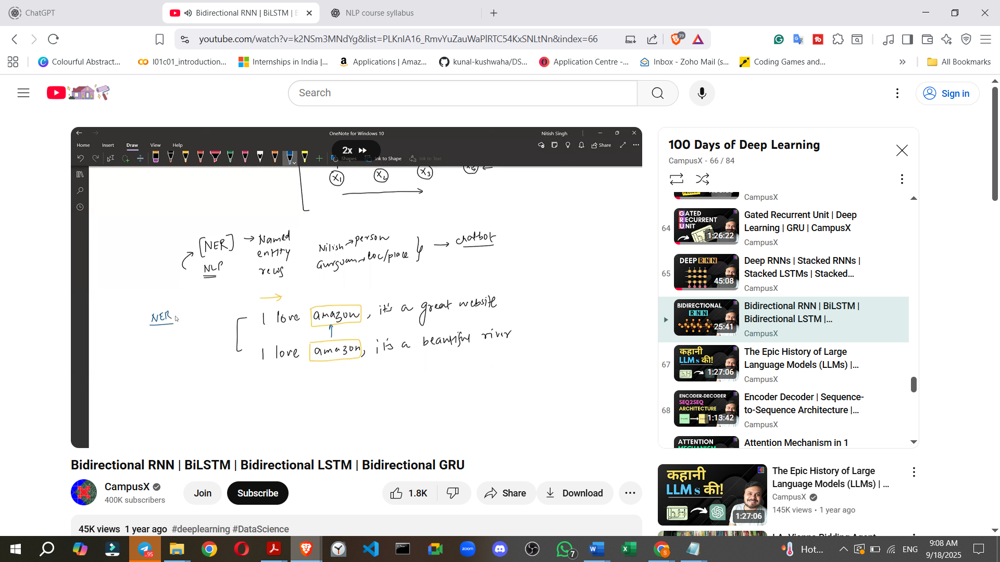 ChatGPT
Bidirectional RNN | BiLSTM | B
NLP course syllabus
youtube.com/watch?v=k2NSm3MNdYg&list=PLKnIA16_RmvYuZauWaPlRTC54KxSNLtNn&index=66
39
Colourful Abstract...
l01c01_introduction...
Internships in India |...
Applications | Amaz...
kunal-kushwaha/DS...
Application Centre -...
Inbox - Zoho Mail (s...
Coding Games and...
All Bookmarks
Search
Sign in
OneNote for Windows 10
Nitish Singh
Home Insert Draw View Help
Share
2x
Shapes
Ink to Shape
Ink to Text
X1 X2 X3
[NER] → Named
entity
NLP
Nitish → person
→ loc/place
→ chatbot
NER
I love amazon, it's a great website
I love amazon, it's a beautiful river
100 Days of Deep Learning
CampusX - 66 / 84
CampusX
64
GATED
RECURRENT
UNIT
1:26:22
Gated Recurrent Unit | Deep
Learning | GRU | CampusX
CampusX
65
DEEP RNN
45:08
Deep RNNs | Stacked RNNs |
Stacked LSTMs | Stacked...
CampusX
BIDIRECTIONAL
RNN
25:41
Bidirectional RNN | BiLSTM |
Bidirectional LSTM |...
CampusX
67
कहानी
LLMs की!
1:27:06
The Epic History of Large
Language Models (LLMs) |...
CampusX
68
ENCODER-DECODER
SEQ2SEQ
ARCHITECTURE
1:13:42
Encoder Decoder | Sequence-
to-Sequence Architecture |...
CampusX
ATTENTION
Attention Mechanism in 1
Bidirectional RNN | BiLSTM | Bidirectional LSTM | Bidirectional GRU
CampusX
400K subscribers
Join
Subscribe
1.8K
Share
Download
45K views 1 year ago #deeplearning #DataScience
कहानी
LLMs की!
1:27:06
The Epic History of Large
Language Models (LLMs) | ...
CampusX
145K views • 1 year ago
..95
zoom
7
Hot...
ENG
9:08 AM
9/18/2025